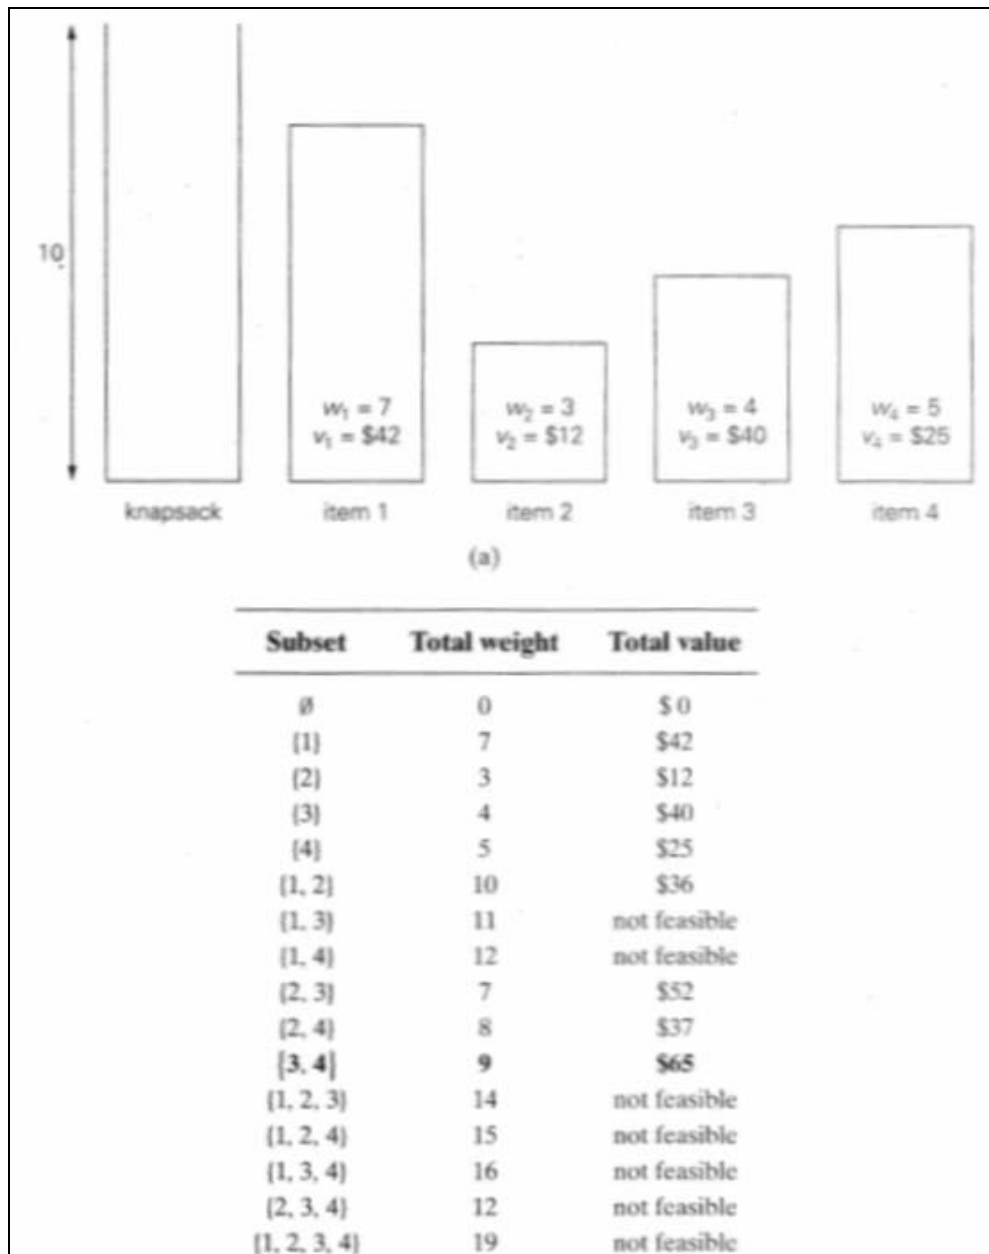 10
w₁ = 7 w₂ = 3 w₃ = 4 w₄ = 5
v₁ = $42 v₂ = $12 v₃ = $40 v₄ = $25
knapsack item 1 item 2 item 3 item 4
(a)
Subset Total weight Total value
Ø 0 $ 0
{1} 7 $42
{2} 3 $12
{3} 4 $40
{4} 5 $25
{1, 2} 10 $36
{1, 3} 11 not feasible
{1, 4} 12 not feasible
{2, 3} 7 $52
{2, 4} 8 $37
{3, 4} 9 $65
{1, 2, 3} 14 not feasible
{1, 2, 4} 15 not feasible
{1, 3, 4} 16 not feasible
{2, 3, 4} 12 not feasible
{1, 2, 3, 4} 19 not feasible